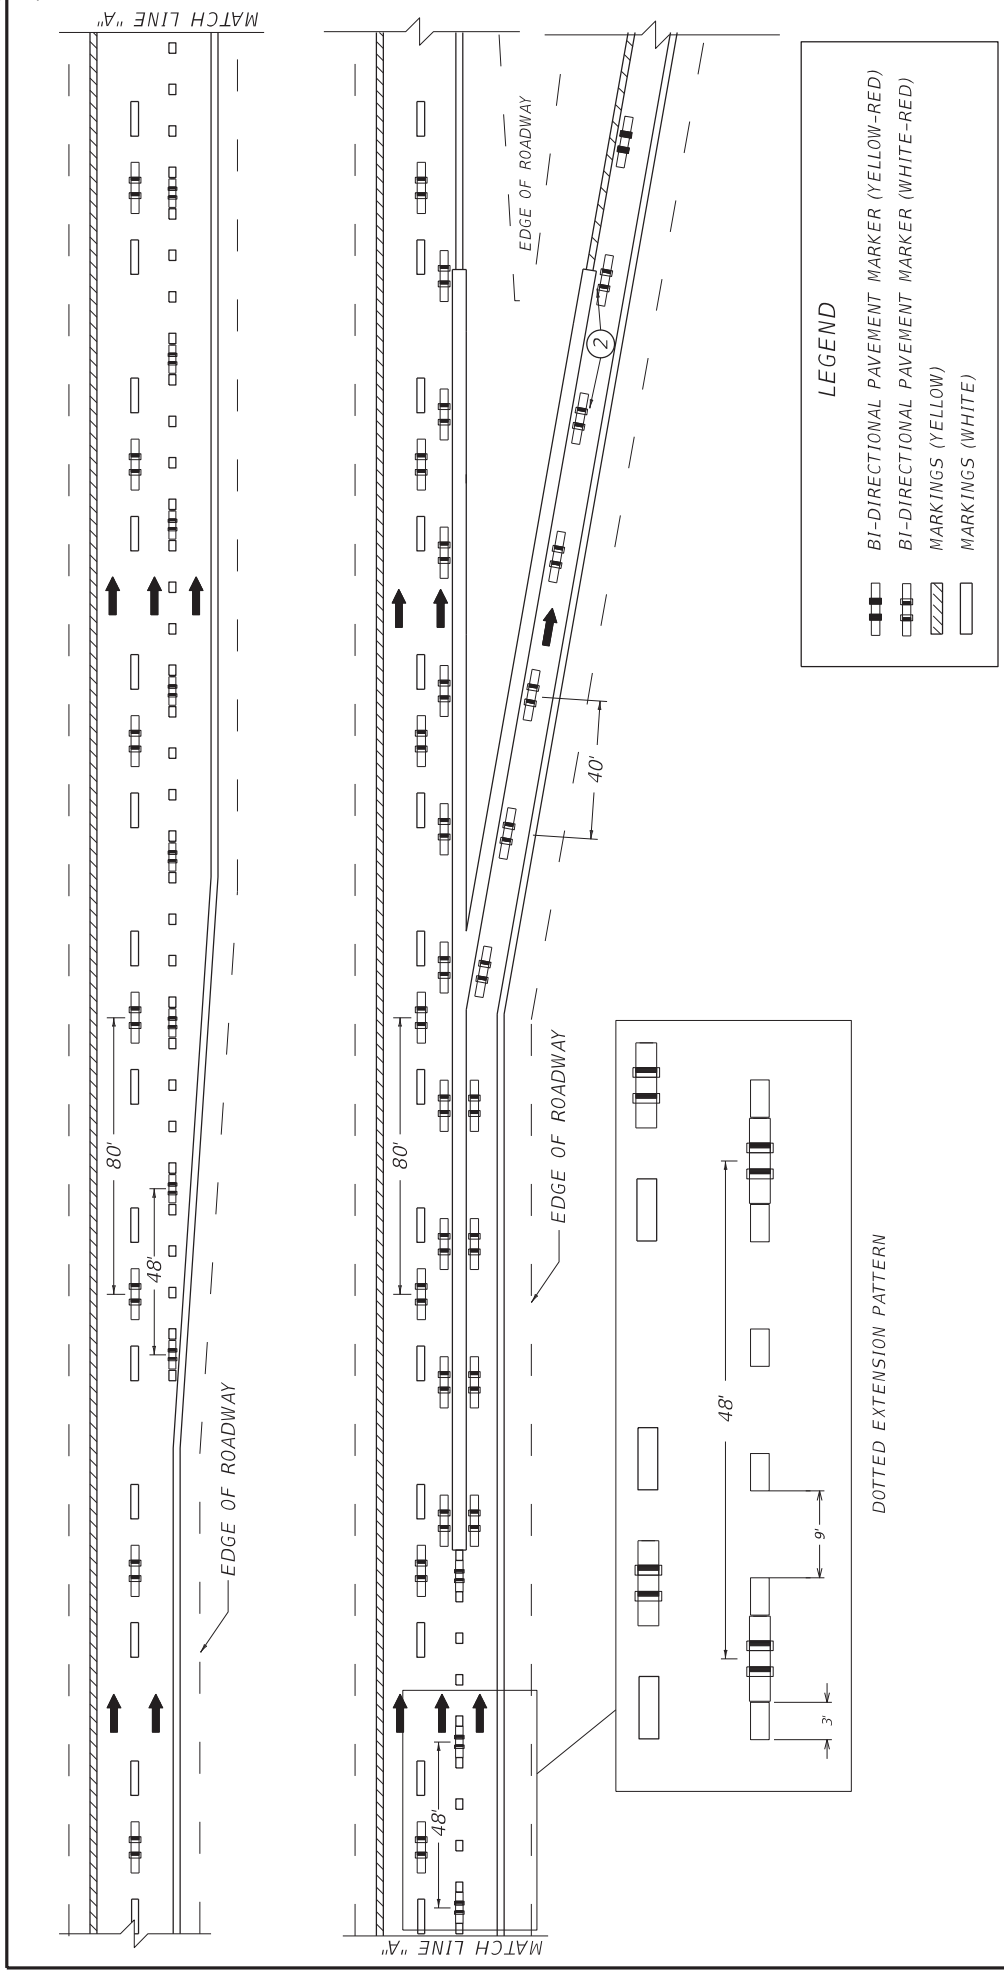 MATCH LINE "A"
80'
48'
EDGE OF ROADWAY
EDGE OF ROADWAY
2
40'
80'
48'
EDGE OF ROADWAY
MATCH LINE "A"
LEGEND
BI-DIRECTIONAL PAVEMENT MARKER (YELLOW-RED)
BI-DIRECTIONAL PAVEMENT MARKER (WHITE-RED)
MARKINGS (YELLOW)
MARKINGS (WHITE)
48'
9'
3'
DOTTED EXTENSION PATTERN